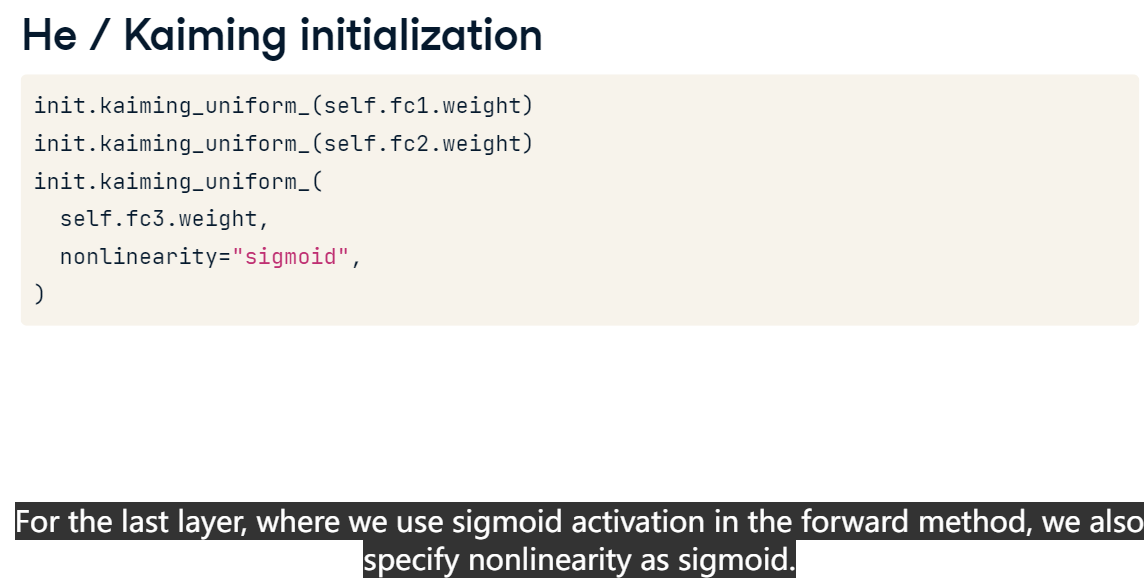 He / Kaiming initialization
init.kaiming_uniform_(self.fc1.weight)
init.kaiming_uniform_(self.fc2.weight)
init.kaiming_uniform_(
  self.fc3.weight,
  nonlinearity="sigmoid",
)
For the last layer, where we use sigmoid activation in the forward method, we also
specify nonlinearity as sigmoid.